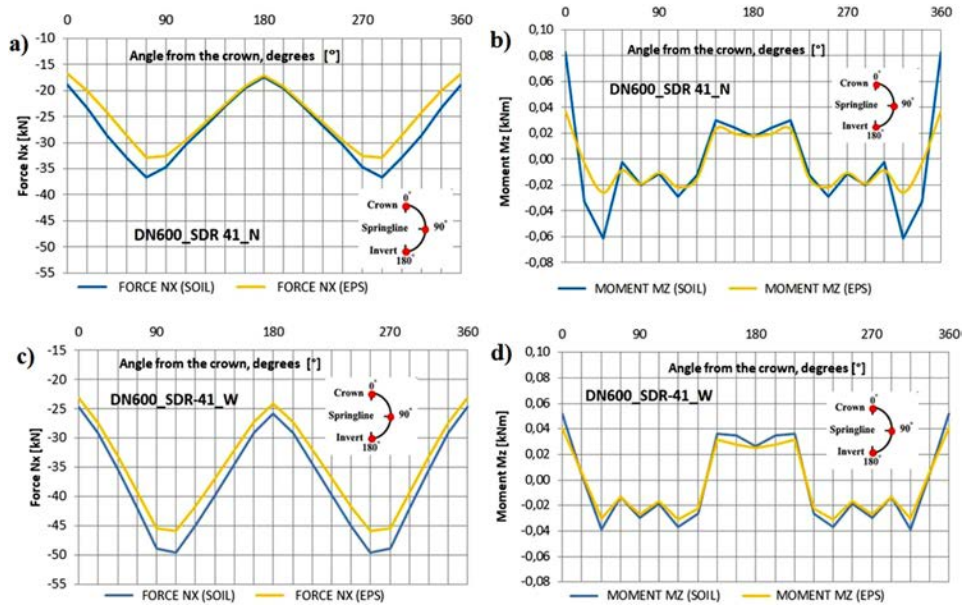 a)
0 90 180 270 360
-10
-15
-20
-25
-30
-35
-40
-45
-50
-55
Force Nx [kN]
Angle from the crown, degrees [°]
Crown 0°
Springline 90°
Invert 180°
DN600_SDR 41_N
FORCE NX (SOIL) FORCE NX (EPS)
b)
0 90 180 270 360
0,10
0,08
0,06
0,04
0,02
0,00
-0,02
-0,04
-0,06
-0,08
Moment Mz [kNm]
Angle from the crown, degrees [°]
DN600_SDR 41_N
Crown 0°
Springline 90°
Invert 180°
MOMENT MZ (SOIL) MOMENT MZ (EPS)
c)
0 90 180 270 360
-15
-20
-25
-30
-35
-40
-45
-50
-55
Force Nx [kN]
Angle from the crown, degrees [°]
DN600_SDR-41_W
Crown 0°
Springline 90°
Invert 180°
FORCE NX (SOIL) FORCE NX (EPS)
d)
0 90 180 270 360
0,10
0,08
0,06
0,04
0,02
0,00
-0,02
-0,04
-0,06
-0,08
Moment Mz [kNm]
Angle from the crown, degrees [°]
DN600_SDR-41_W
Crown 0°
Springline 90°
Invert 180°
MOMENT MZ (SOIL) MOMENT MZ (EPS)